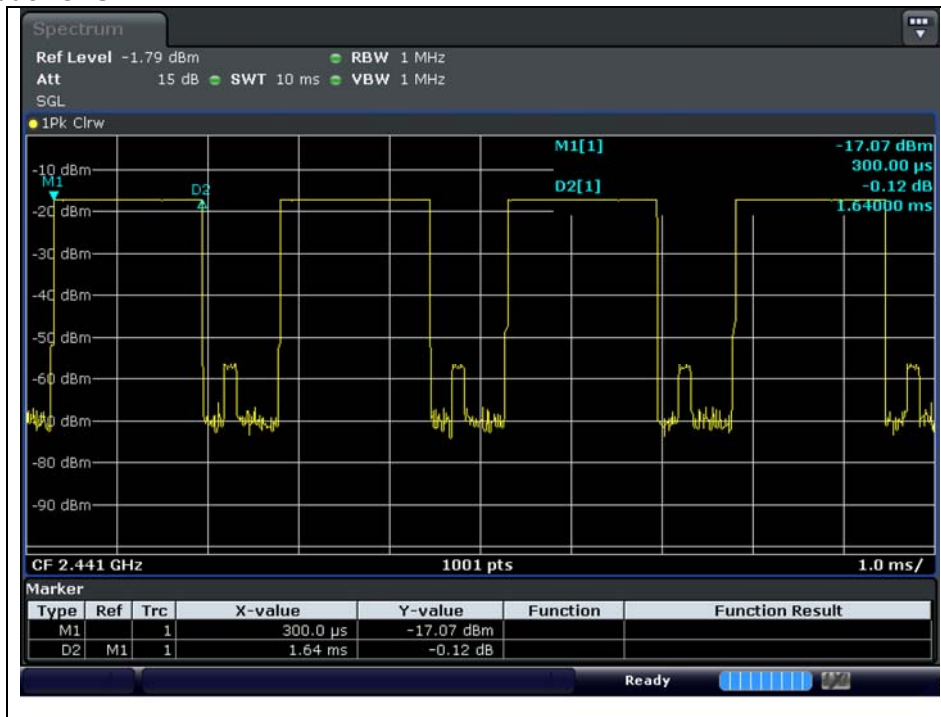 Spectrum
Ref Level -1.79 dBm RBW 1 MHz
Att 15 dB SWT 10 ms VBW 1 MHz
SGL
1Pk Clrw
M1[1] -17.07 dBm
300.00 µs
D2[1] -0.12 dB
1.64000 ms
M1
D2
-10 dBm
-20 dBm
-30 dBm
-40 dBm
-50 dBm
-60 dBm
-70 dBm
-80 dBm
-90 dBm
CF 2.441 GHz 1001 pts 1.0 ms/
Marker
Type Ref Trc X-value Y-value Function Function Result
M1 1 300.0 µs -17.07 dBm
D2 M1 1 1.64 ms -0.12 dB
Ready